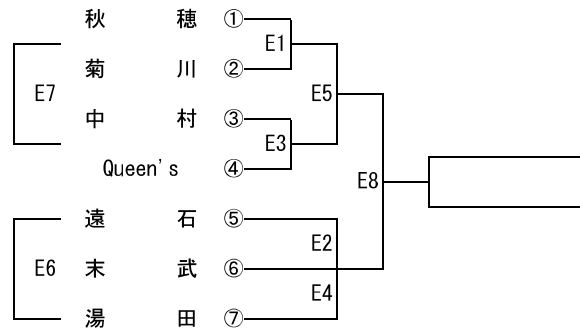 秋 穂 ①
E1
菊 川 ②
E7
E5
中 村 ③
E3
Queen's ④
E8
遠 石 ⑤
E2
E6 末 武 ⑥
E4
湯 田 ⑦